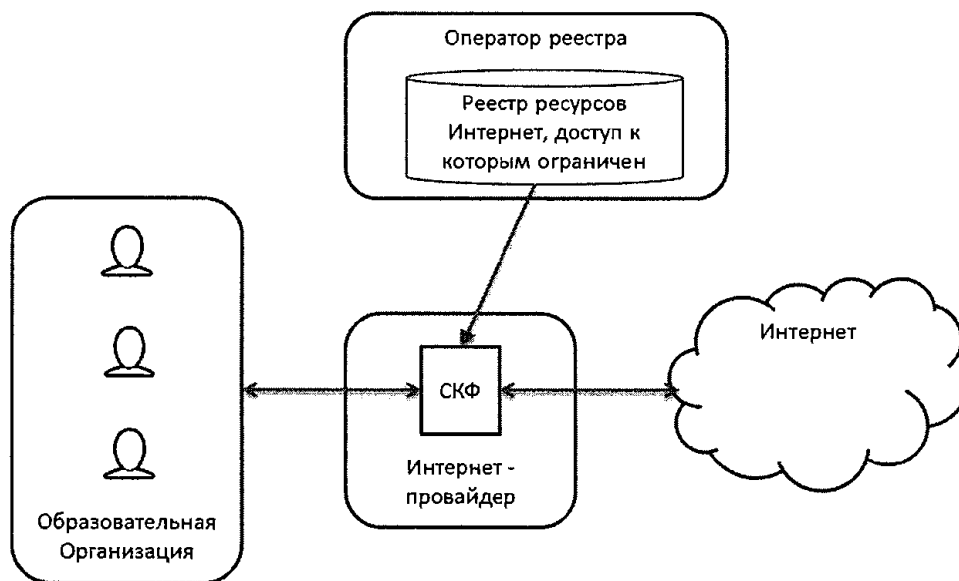 Оператор реестра
Реестр ресурсов
Интернет, доступ к
которым ограничен
Интернет
СКФ
Интернет -
провайдер
Образовательная
Организация